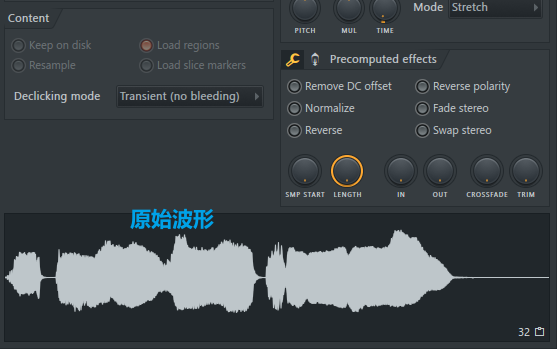 Content
Keep on disk
Load regions
Resample
Load slice markers
Declicking mode
Transient (no bleeding)
PITCH
MUL
TIME
Mode
Stretch
Precomputed effects
Remove DC offset
Reverse polarity
Normalize
Fade stereo
Reverse
Swap stereo
SMP START
LENGTH
IN
OUT
CROSSFADE
TRIM
原始波形
32